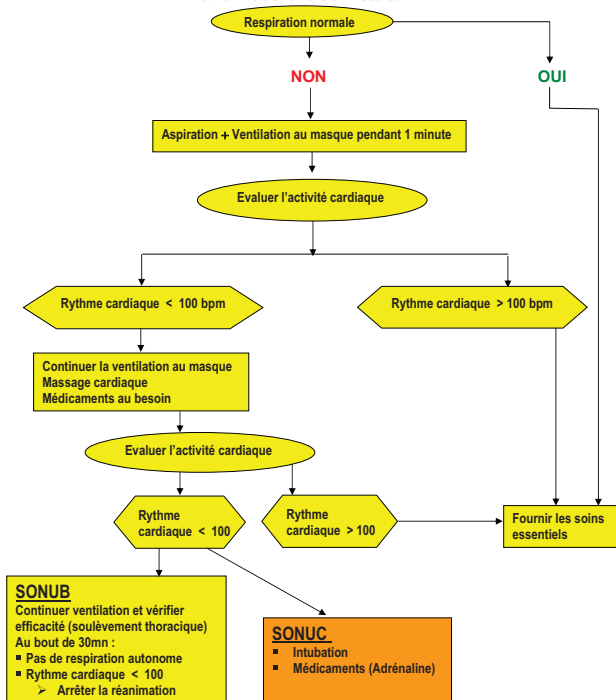 Respiration normale
NON
OUI
Aspiration + Ventilation au masque pendant 1 minute
Evaluer l'activité cardiaque
Rythme cardiaque < 100 bpm
Rythme cardiaque > 100 bpm
Continuer la ventilation au masque
Massage cardiaque
Médicaments au besoin
Evaluer l'activité cardiaque
Rythme
cardiaque < 100
Rythme
cardiaque > 100
Fournir les soins
essentiels
SONUB
Continuer ventilation et vérifier
efficacité (soulèvement thoracique)
Au bout de 30mn :
▪ Pas de respiration autonome
▪ Rythme cardiaque < 100
➢ Arrêter la réanimation
SONUC
▪ Intubation
▪ Médicaments (Adrénaline)